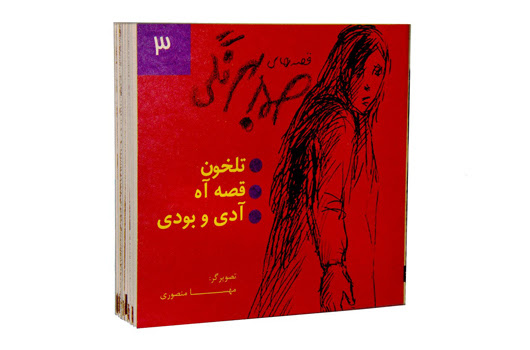 ۳
قصه‌های
صمد بهرنگی
تلخون
قصه آه
آدی و بودی
تصویرگر:
مهسا منصوری